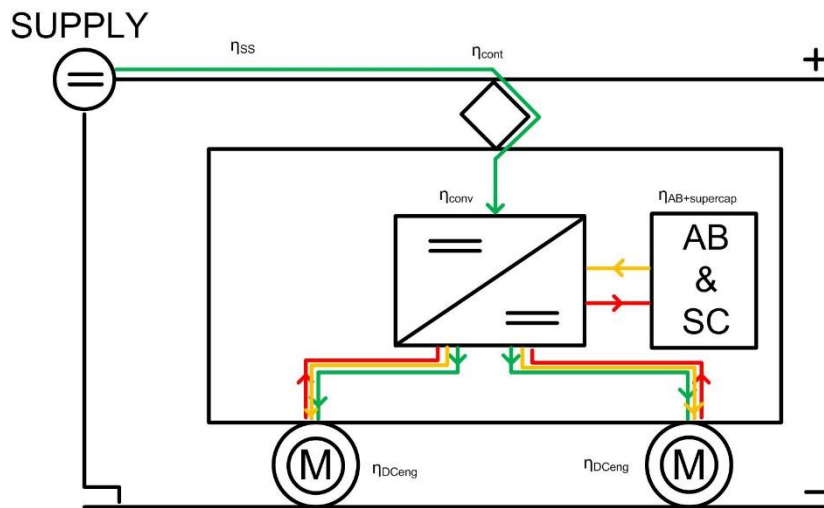 SUPPLY
ηSS
ηcont
+
ηconv
ηAB+supercap
AB
&
SC
M
ηDCeng
ηDCeng
M
−